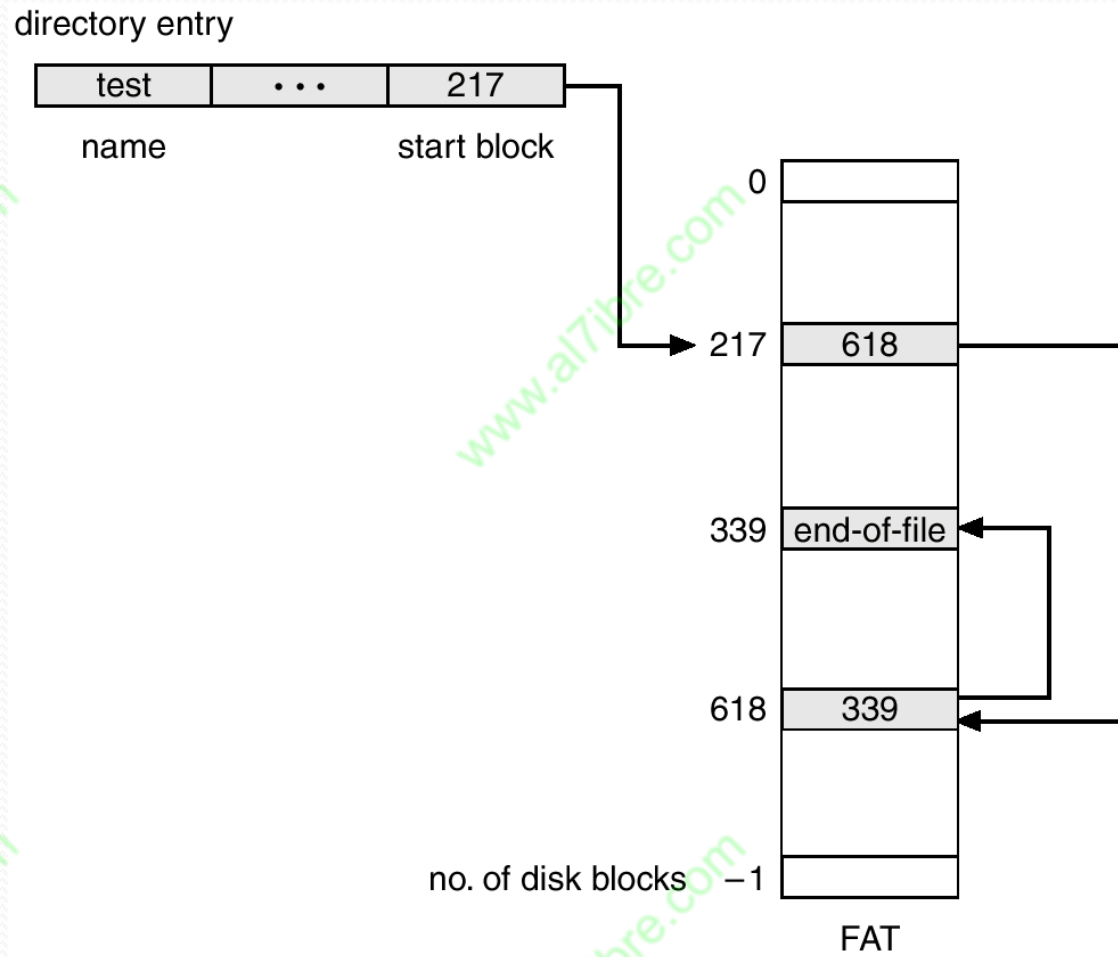 directory entry
test ... 217
name start block
0
217 618
339 end-of-file
618 339
no. of disk blocks –1
FAT
www.al7ibre.com
bre.com